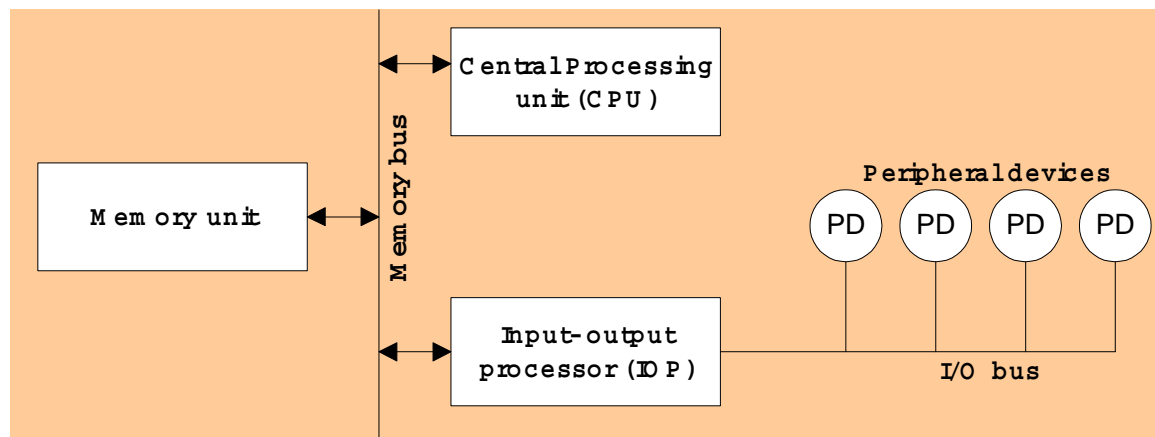 Central Processing
unit (CPU)
Memory bus
Memory unit
Peripheral devices
PD PD PD PD
Input-output
processor (IOP)
I/O bus